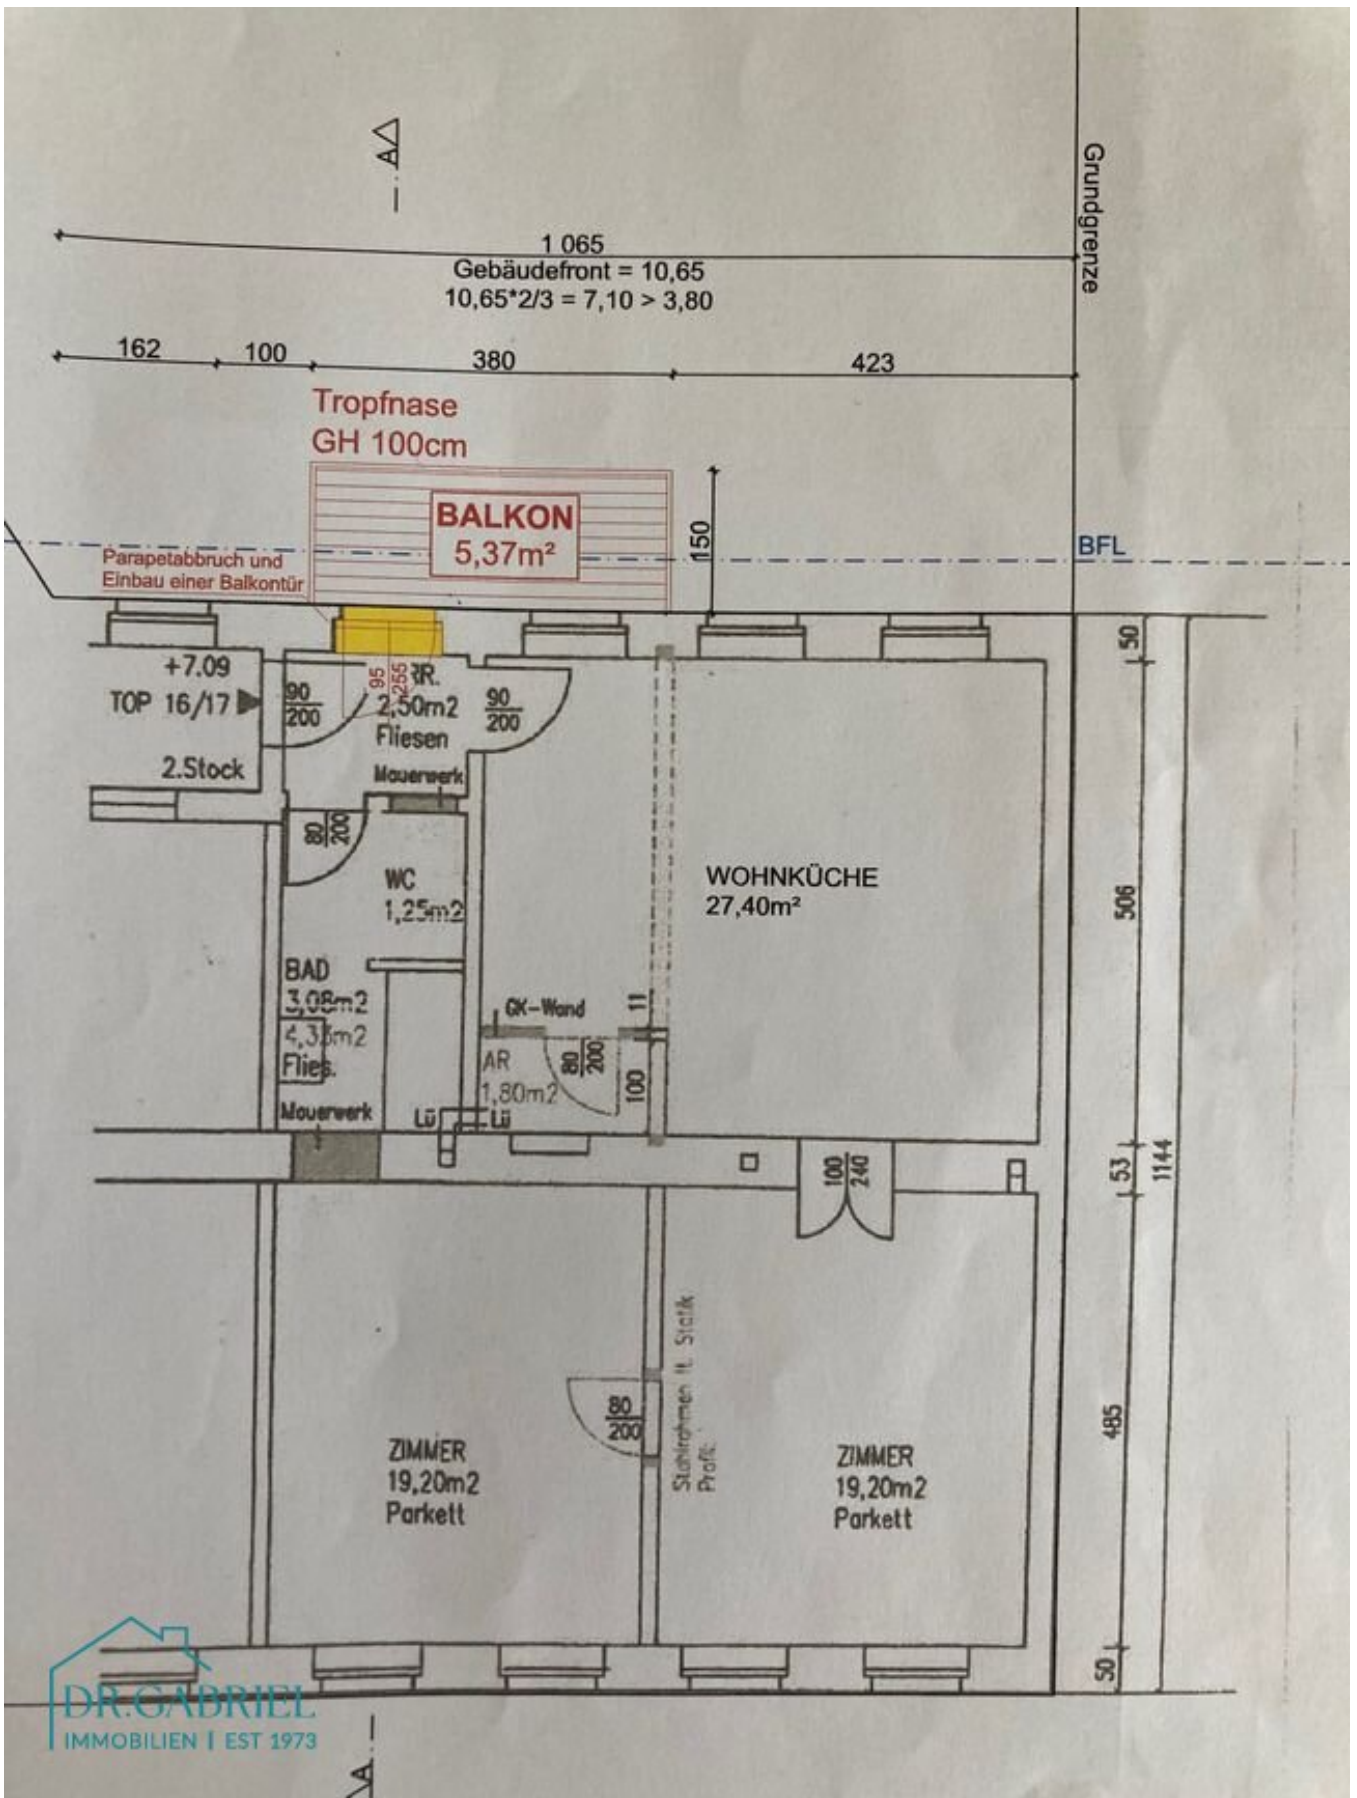 A
1 065
Gebäudefront = 10,65
10,65*2/3 = 7,10 > 3,80
Grundgrenze
162
100
380
423
Tropfnase
GH 100cm
BALKON
5,37m²
150
BFL
Parapetabbruch und
Einbau einer Balkontür
50
+7.09
TOP 16/17
2.Stock
90
200
95
255
2,50m2
Fliesen
Mauerwerk
90
200
80
200
WC
1,25m2
WOHNKÜCHE
27,40m²
506
BAD
3,08m2
4,33m2
Flies.
Mauerwerk
GK-Wand
11
AR
1,80m2
80
200
100
Lü
Lü
100
240
53
1144
Stahlrahmen lt. Statik
Profil:
80
200
485
ZIMMER
19,20m2
Parkett
ZIMMER
19,20m2
Parkett
50
DR.GABRIEL
IMMOBILIEN | EST 1973
A